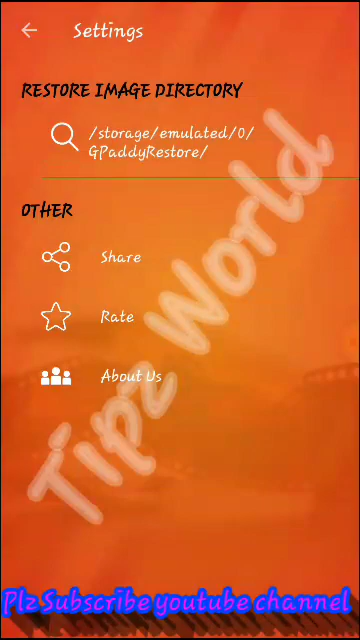 Settings
RESTORE IMAGE DIRECTORY
/storage/emulated/0/
GPaddyRestore/
OTHER
Share
Rate
About Us
Tipz World
Plz Subscribe youtube channel